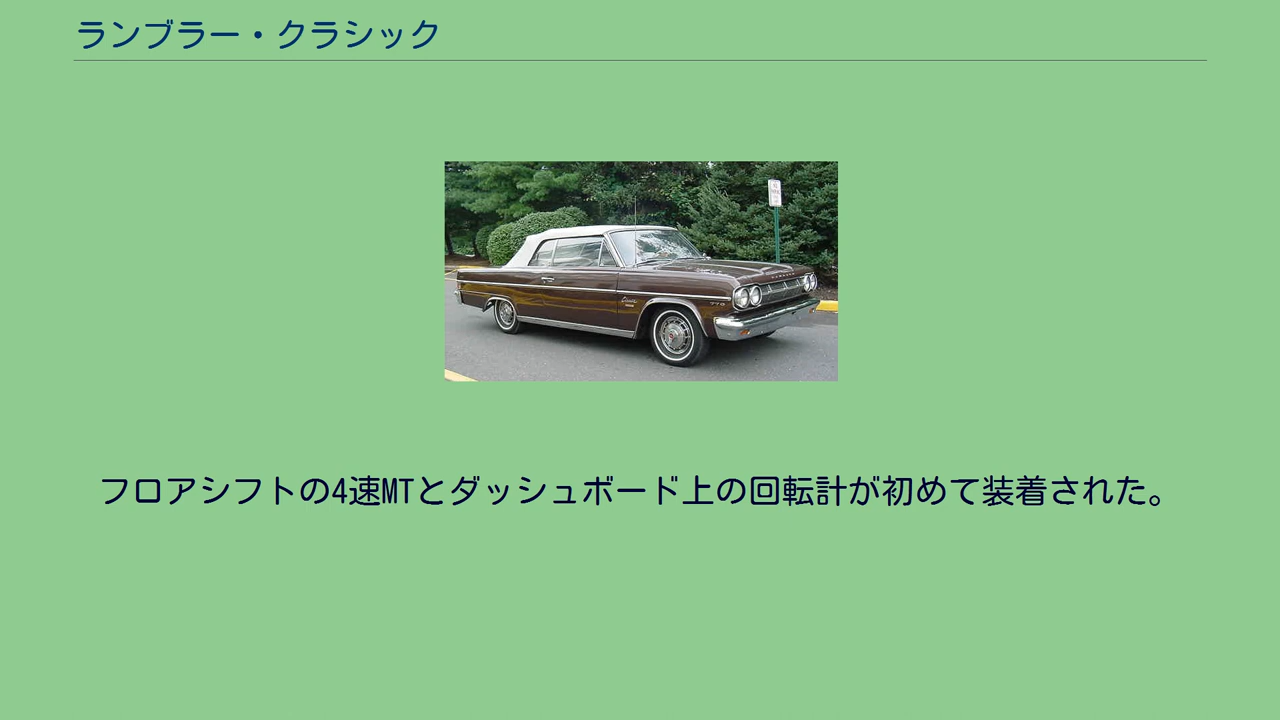 ランブラー・クラシック
フロアシフトの4速MTとダッシュボード上の回転計が初めて装着された。